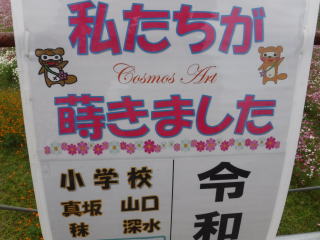 私たちが
Cosmos Art
蒔きました
小学校
真坂 山口
秣 深水
令和